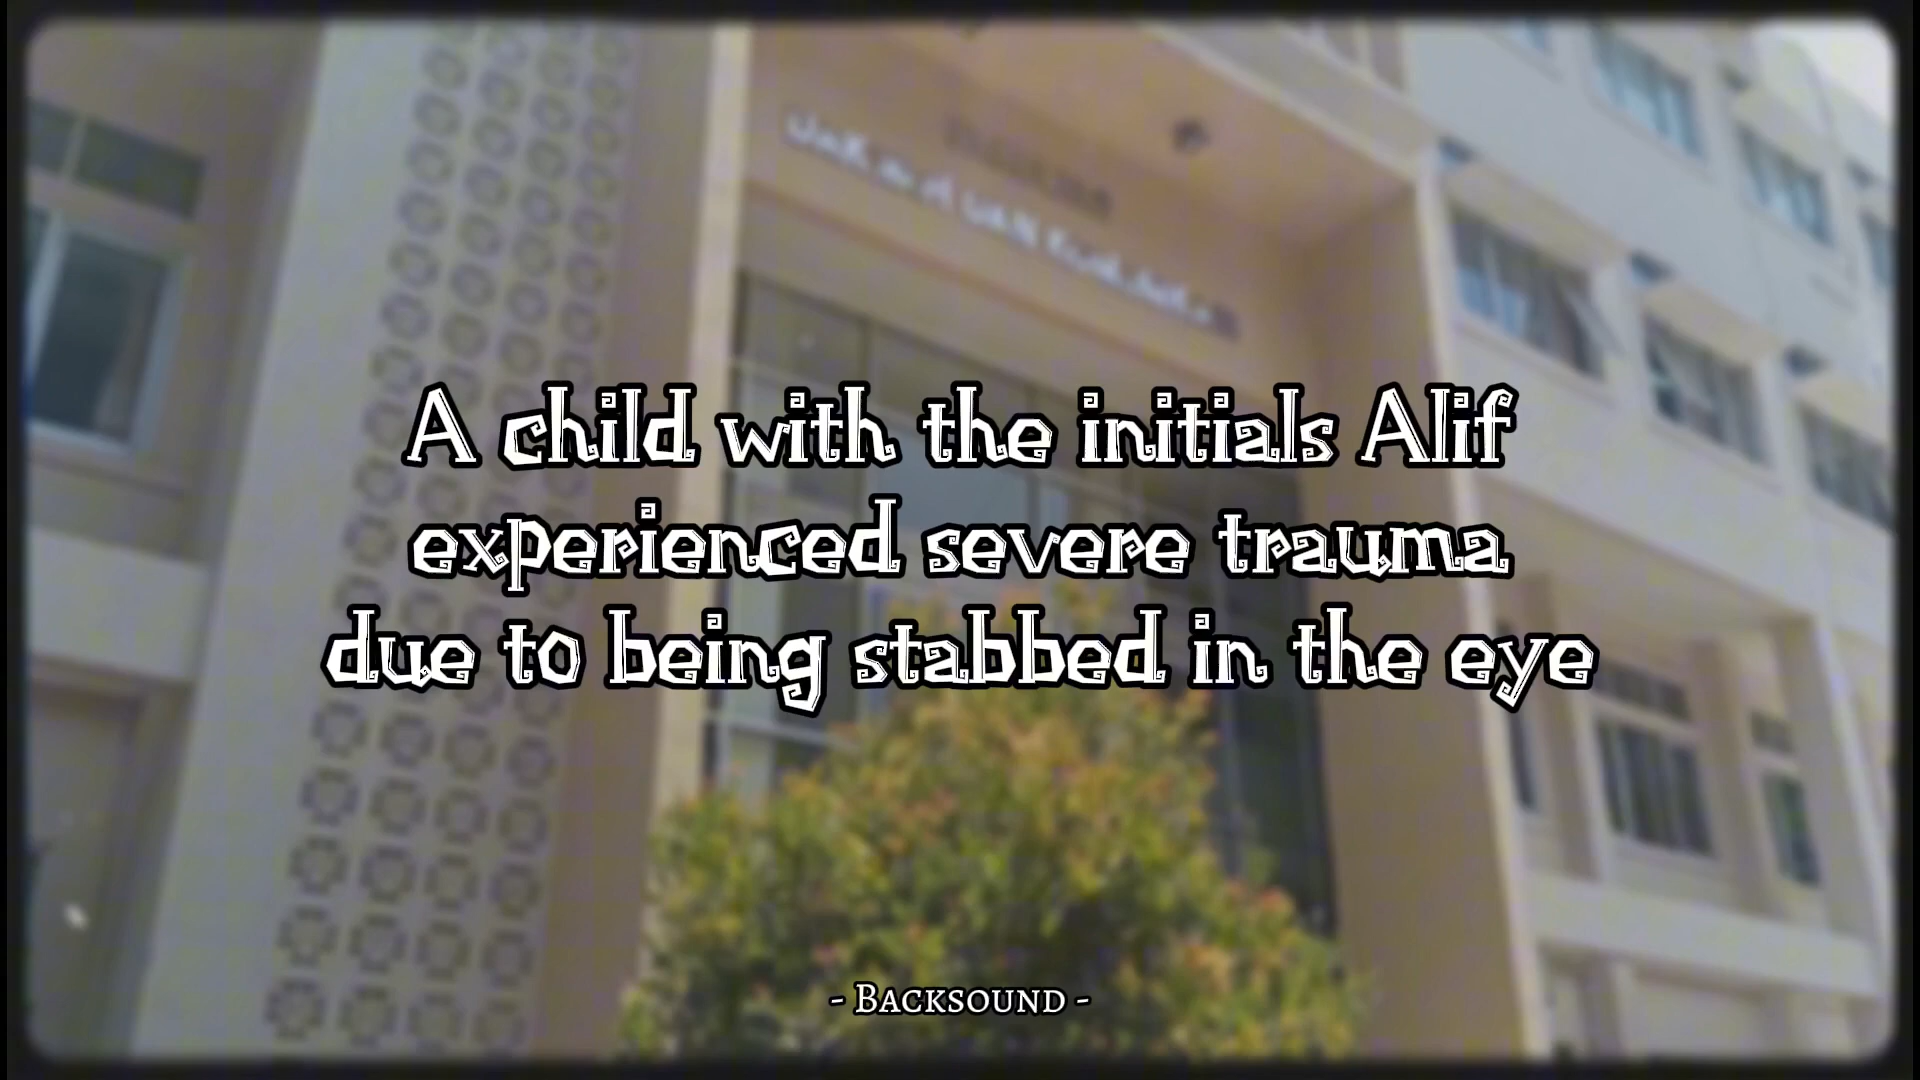 A child with the initials Alif
experienced severe trauma
due to being stabbed in the eye
- Backsound -